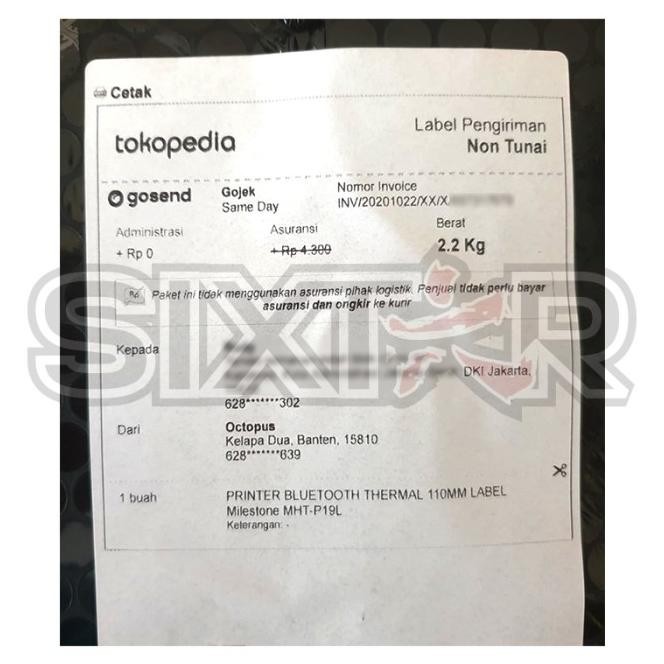 Cetak
tokopedia
Label Pengiriman
Non Tunai
gosend
Gojek
Same Day
Nomor Invoice
INV/20201022/XX/X
Administrasi
+ Rp 0
Asuransi
+ Rp 4.300
Berat
2.2 Kg
Paket ini tidak menggunakan asuransi pihak logistik. Penjual tidak perlu bayar
asuransi dan ongkir ke kurir
SIXTAR
Kepada
DKI Jakarta,
628*******302
Dari
Octopus
Kelapa Dua, Banten, 15810
628*******639
1 buah
PRINTER BLUETOOTH THERMAL 110MM LABEL
Milestone MHT-P19L
Keterangan: -